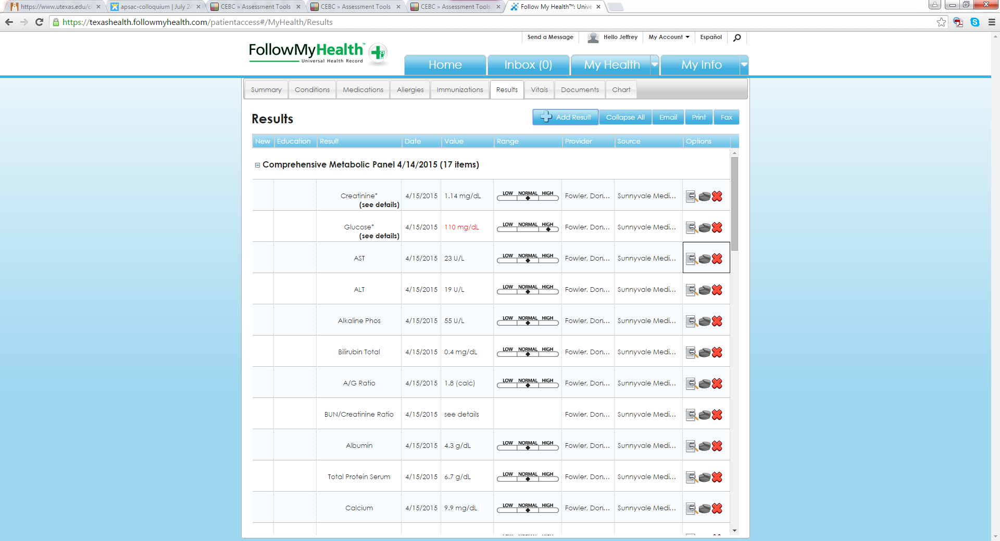 https://www.utexas.edu/c
apsac-colloquium | July 24
CEBC » Assessment Tools
CEBC » Assessment Tools
CEBC » Assessment Tools
Follow My Health™: Unive
https://texashealth.followmyhealth.com/patientaccess#/MyHealth/Results
Send a Message
Hello Jeffrey
My Account
Español
FollowMyHealth™
Universal Health Record
Home
Inbox (0)
My Health
My Info
Summary
Conditions
Medications
Allergies
Immunizations
Results
Vitals
Documents
Chart
Results
Add Result
Collapse All
Email
Print
Fax
New Education Result Date Value Range Provider Source Options
Comprehensive Metabolic Panel 4/14/2015 (17 items)
Creatinine* 4/15/2015 1.14 mg/dL LOW NORMAL HIGH Fowler, Don... Sunnyvale Medi...
(see details)
Glucose* 4/15/2015 110 mg/dL LOW NORMAL HIGH Fowler, Don... Sunnyvale Medi...
(see details)
AST 4/15/2015 23 U/L LOW NORMAL HIGH Fowler, Don... Sunnyvale Medi...
ALT 4/15/2015 19 U/L LOW NORMAL HIGH Fowler, Don... Sunnyvale Medi...
Alkaline Phos 4/15/2015 55 U/L LOW NORMAL HIGH Fowler, Don... Sunnyvale Medi...
Bilirubin Total 4/15/2015 0.4 mg/dL LOW NORMAL HIGH Fowler, Don... Sunnyvale Medi...
A/G Ratio 4/15/2015 1.8 (calc) LOW NORMAL HIGH Fowler, Don... Sunnyvale Medi...
BUN/Creatinine Ratio 4/15/2015 see details Fowler, Don... Sunnyvale Medi...
Albumin 4/15/2015 4.3 g/dL LOW NORMAL HIGH Fowler, Don... Sunnyvale Medi...
Total Protein Serum 4/15/2015 6.7 g/dL LOW NORMAL HIGH Fowler, Don... Sunnyvale Medi...
Calcium 4/15/2015 9.9 mg/dL LOW NORMAL HIGH Fowler, Don... Sunnyvale Medi...